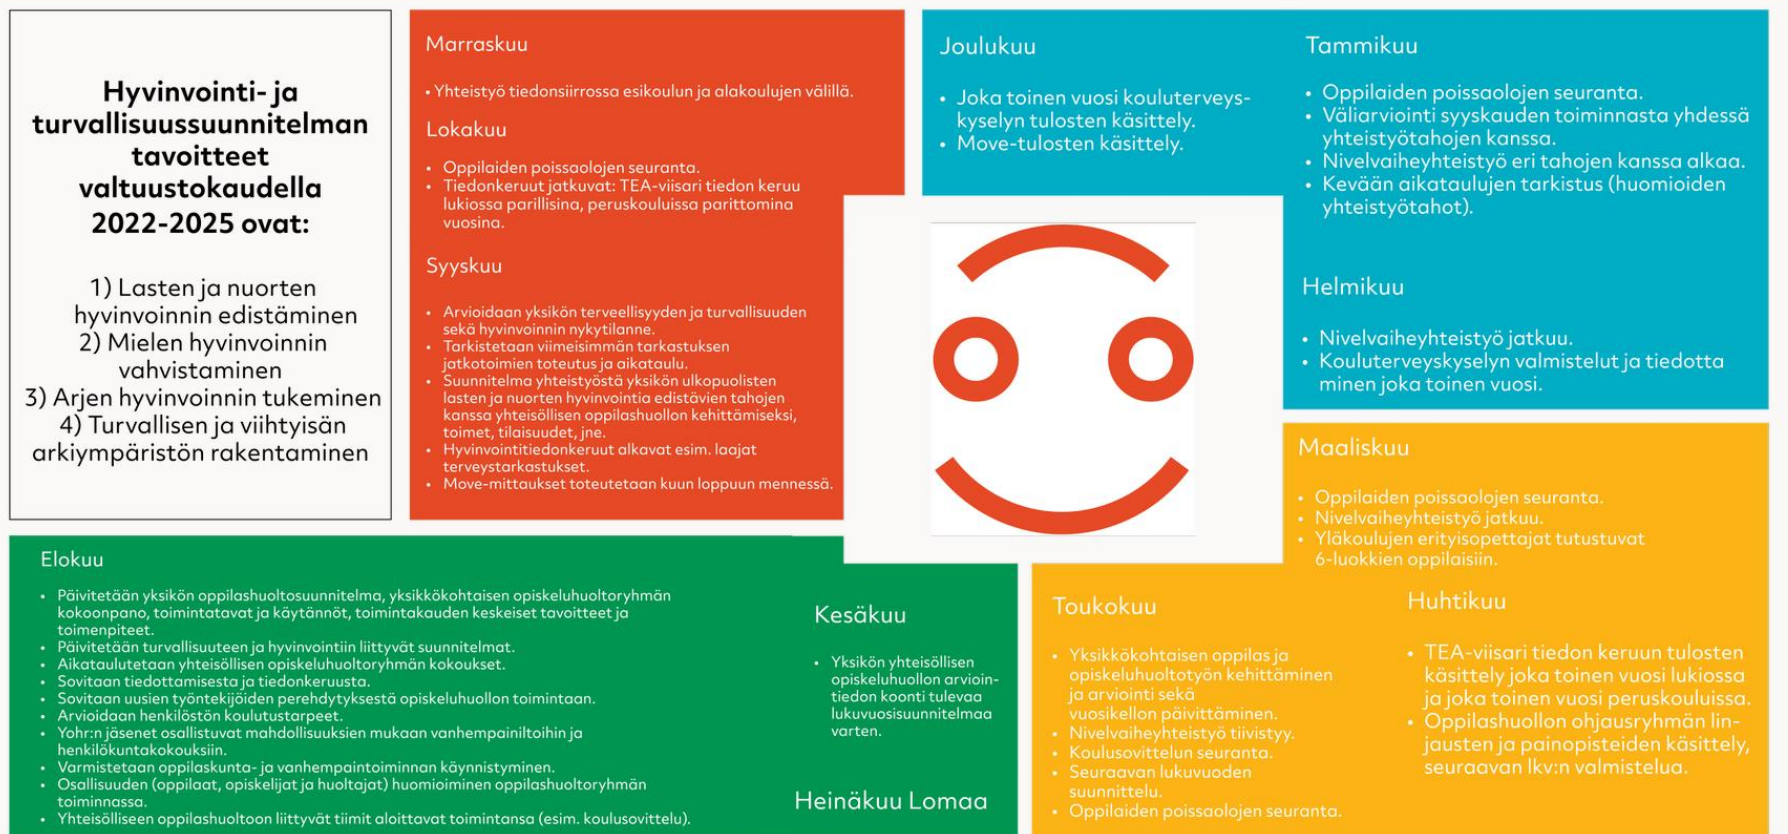 Hyvinvointi- ja
turvallisuussuunnitelman
tavoitteet
valtuustokaudella
2022-2025 ovat:
1) Lasten ja nuorten
hyvinvoinnin edistäminen
2) Mielen hyvinvoinnin
vahvistaminen
3) Arjen hyvinvoinnin tukeminen
4) Turvallisen ja viihtyisän
arkiympäristön rakentaminen
Marraskuu
• Yhteistyö tiedonsiirrossa esikoulun ja alakoulujen välillä.
Lokakuu
• Oppilaiden poissaolojen seuranta.
• Tiedonkeruut jatkuvat: TEA-viisari tiedon keruu
lukiossa parillisina, peruskouluissa parittomina
vuosina.
Syyskuu
• Arvioidaan yksikön terveellisyyden ja turvallisuuden
sekä hyvinvoinnin nykytilanne.
• Tarkistetaan viimeisimmän tarkastuksen
jatkotoimien toteutus ja aikataulu.
• Suunnitelma yhteistyöstä yksikön ulkopuolisten
lasten ja nuorten hyvinvointia edistävien tahojen
kanssa yhteisöllisen oppilashuollon kehittämiseksi,
toimet, tilaisuudet, jne.
• Hyvinvointitiedonkeruut alkavat esim. laajat
terveystarkastukset.
• Move-mittaukset toteutetaan kuun loppuun mennessä.
Joulukuu
• Joka toinen vuosi kouluterveys-
kyselyn tulosten käsittely.
• Move-tulosten käsittely.
Tammikuu
• Oppilaiden poissaolojen seuranta.
• Väliarviointi syyskauden toiminnasta yhdessä
yhteistyötahojen kanssa.
• Nivelvaiheyhteistyö eri tahojen kanssa alkaa.
• Kevään aikataulujen tarkistus (huomioiden
yhteistyötahot).
Helmikuu
• Nivelvaiheyhteistyö jatkuu.
• Kouluterveyskyselyn valmistelut ja tiedotta
minen joka toinen vuosi.
Maaliskuu
• Oppilaiden poissaolojen seuranta.
• Nivelvaiheyhteistyö jatkuu.
• Yläkoulujen erityisopettajat tutustuvat
6-luokkien oppilaisiin.
Huhtikuu
• TEA-viisari tiedon keruun tulosten
käsittely joka toinen vuosi lukiossa
ja joka toinen vuosi peruskouluissa.
• Oppilashuollon ohjausryhmän lin-
jausten ja painopisteiden käsittely,
seuraavan lkv:n valmistelua.
Toukokuu
• Yksikkökohtaisen oppilas ja
opiskeluhuoltotyön kehittäminen
ja arviointi sekä
vuosikellon päivittäminen.
• Nivelvaiheyhteistyö tiivistyy.
• Koulusovittelun seuranta.
• Seuraavan lukuvuoden
suunnittelu.
• Oppilaiden poissaolojen seuranta.
Elokuu
• Päivitetään yksikön oppilashuoltosuunnitelma, yksikkökohtaisen opiskeluhuoltoryhmän
kokoonpano, toimintatavat ja käytännöt, toimintakauden keskeiset tavoitteet ja
toimenpiteet.
• Päivitetään turvallisuuteen ja hyvinvointiin liittyvät suunnitelmat.
• Aikataulutetaan yhteisöllisen opiskeluhuoltoryhmän kokoukset.
• Sovitaan tiedottamisesta ja tiedonkeruusta.
• Sovitaan uusien työntekijöiden perehdytyksestä opiskeluhuollon toimintaan.
• Arvioidaan henkilöstön koulutustarpeet.
• Yohr:n jäsenet osallistuvat mahdollisuuksien mukaan vanhempainiltoihin ja
henkilökuntakokouksiin.
• Varmistetaan oppilaskunta- ja vanhempaintoiminnan käynnistyminen.
• Osallisuuden (oppilaat, opiskelijat ja huoltajat) huomioiminen oppilashuoltoryhmän
toiminnassa.
• Yhteisölliseen oppilashuoltoon liittyvät tiimit aloittavat toimintansa (esim. koulusovittelu).
Kesäkuu
• Yksikön yhteisöllisen
opiskeluhuollon arvioin-
tiedon koonti tulevaa
lukuvuosisuunnitelmaa
varten.
Heinäkuu Lomaa